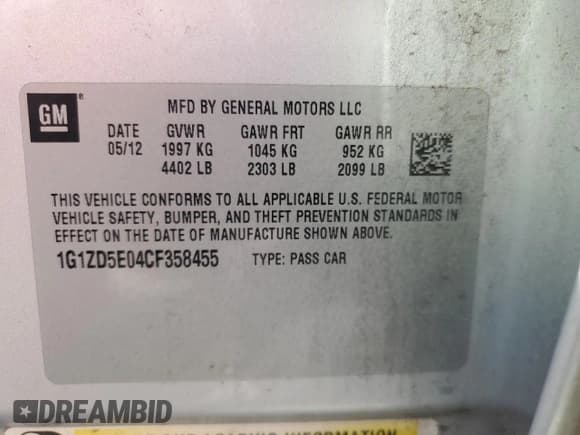 GM ®
MFD BY GENERAL MOTORS LLC
DATE GVWR GAWR FRT GAWR RR
05/12 1997 KG 1045 KG 952 KG
4402 LB 2303 LB 2099 LB
THIS VEHICLE CONFORMS TO ALL APPLICABLE U.S. FEDERAL MOTOR
VEHICLE SAFETY, BUMPER, AND THEFT PREVENTION STANDARDS IN
EFFECT ON THE DATE OF MANUFACTURE SHOWN ABOVE.
1G1ZD5E04CF358455 TYPE: PASS CAR
DREAMBID
INFORMATION